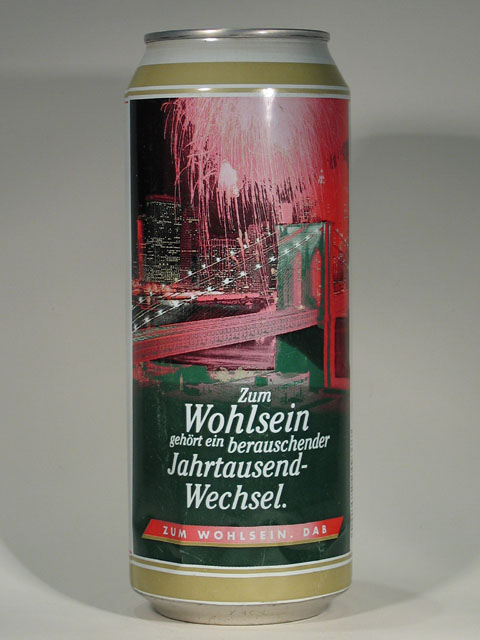 Zum
Wohlsein
gehört ein berauschender
Jahrtausend-
Wechsel.
ZUM WOHLSEIN. DAB